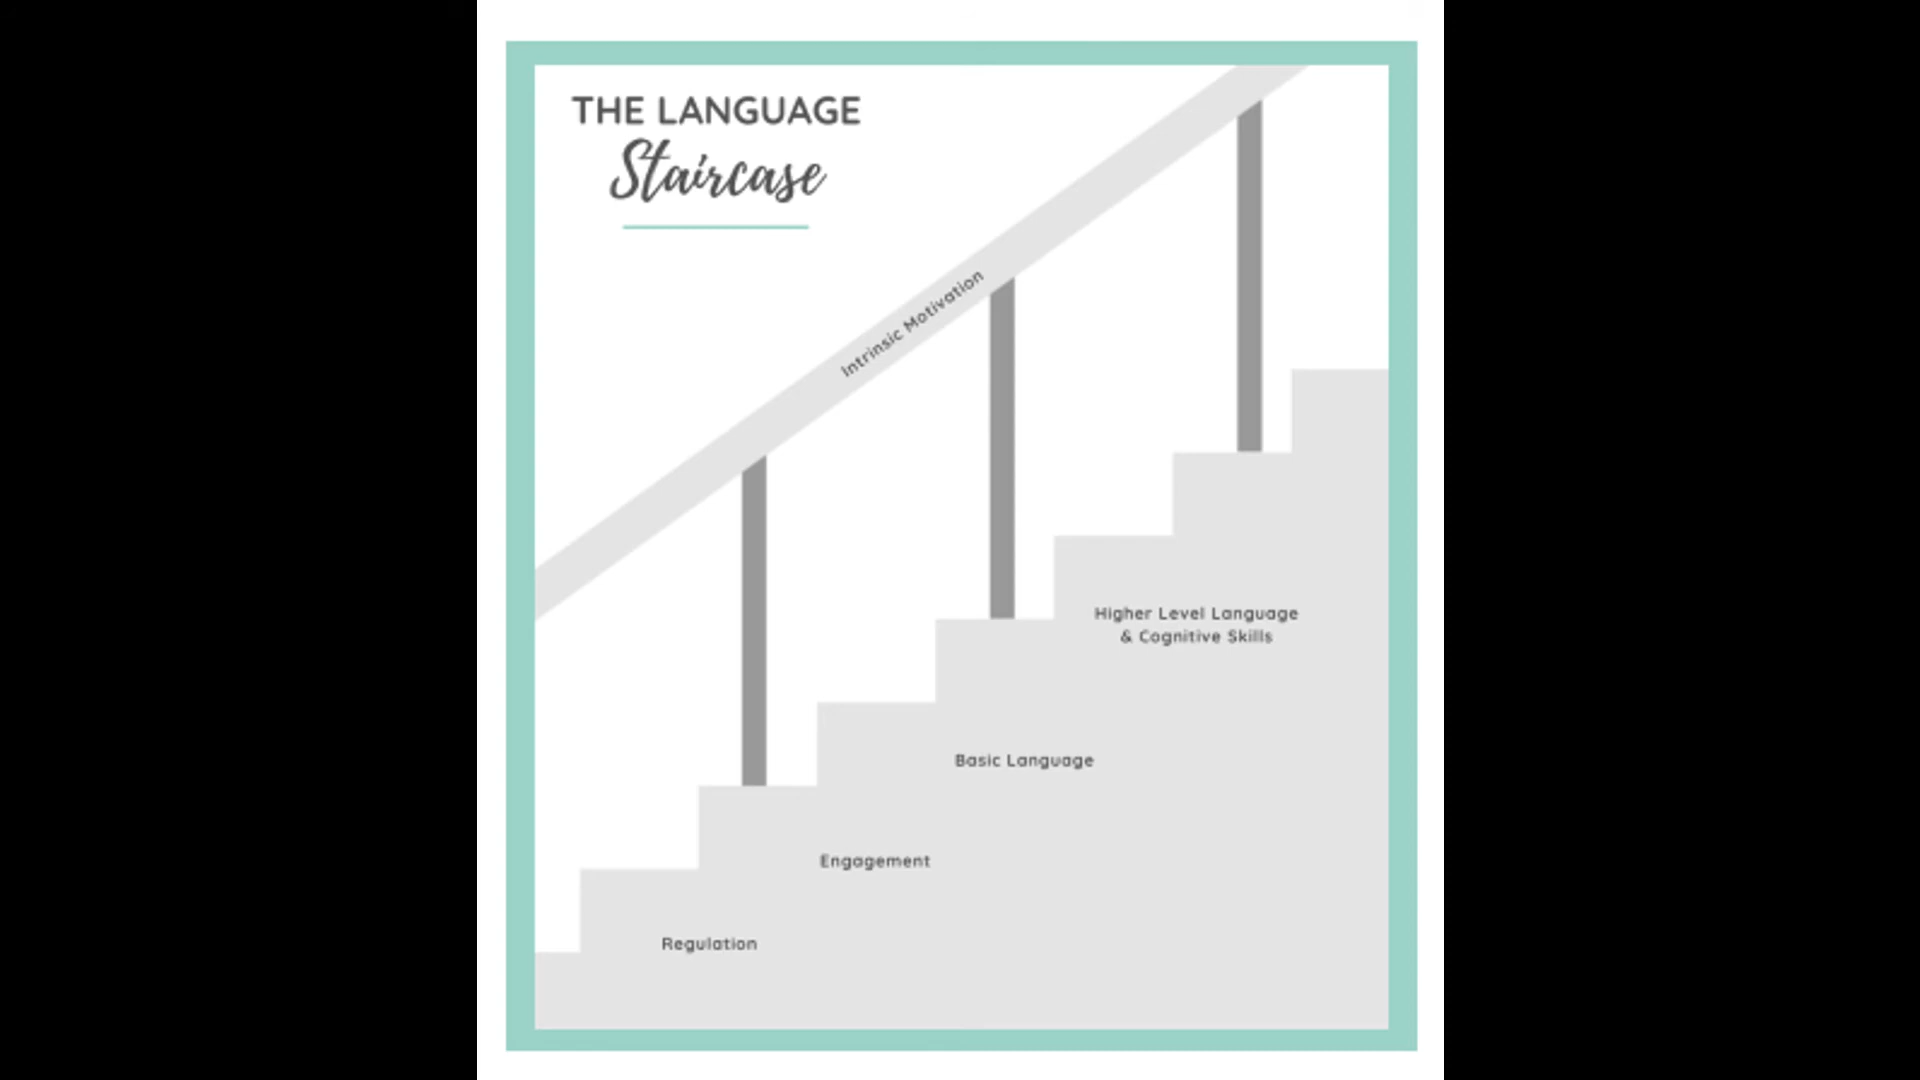 THE LANGUAGE
Staircase
Intrinsic Motivation
Higher Level Language
& Cognitive Skills
Basic Language
Engagement
Regulation